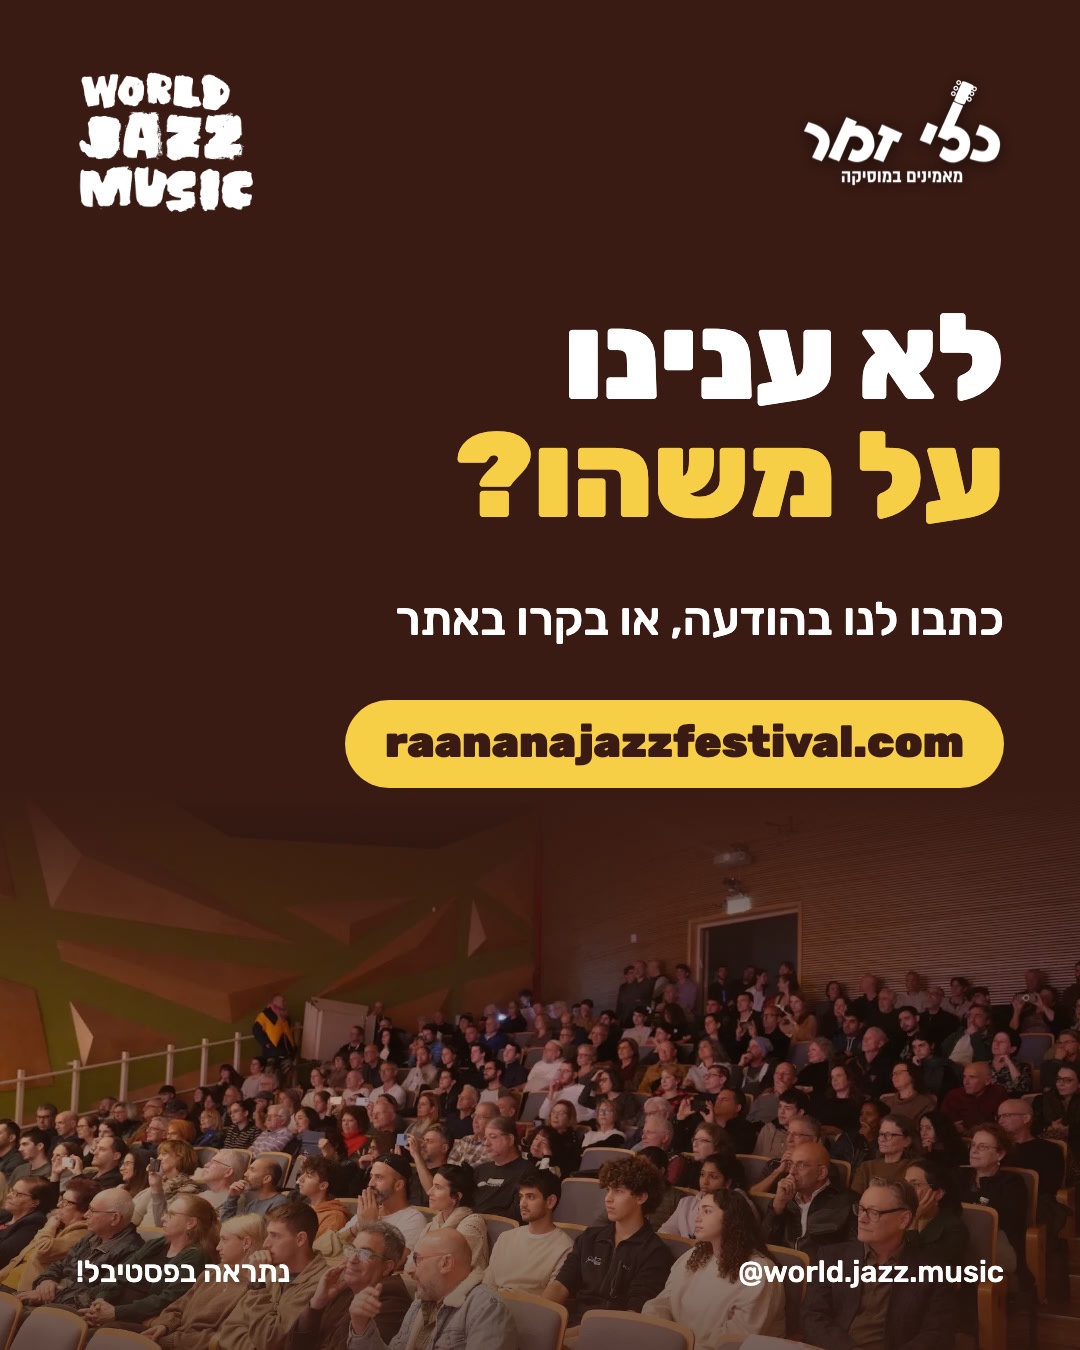 WORLD
JAZZ
MUSIC
כלי זמר
מאמינים במוסיקה
לא ענינו
על משהו?
כתבו לנו בהודעה, או בקרו באתר
raananajazzfestival.com
@world.jazz.music
נתראה בפסטיבל!